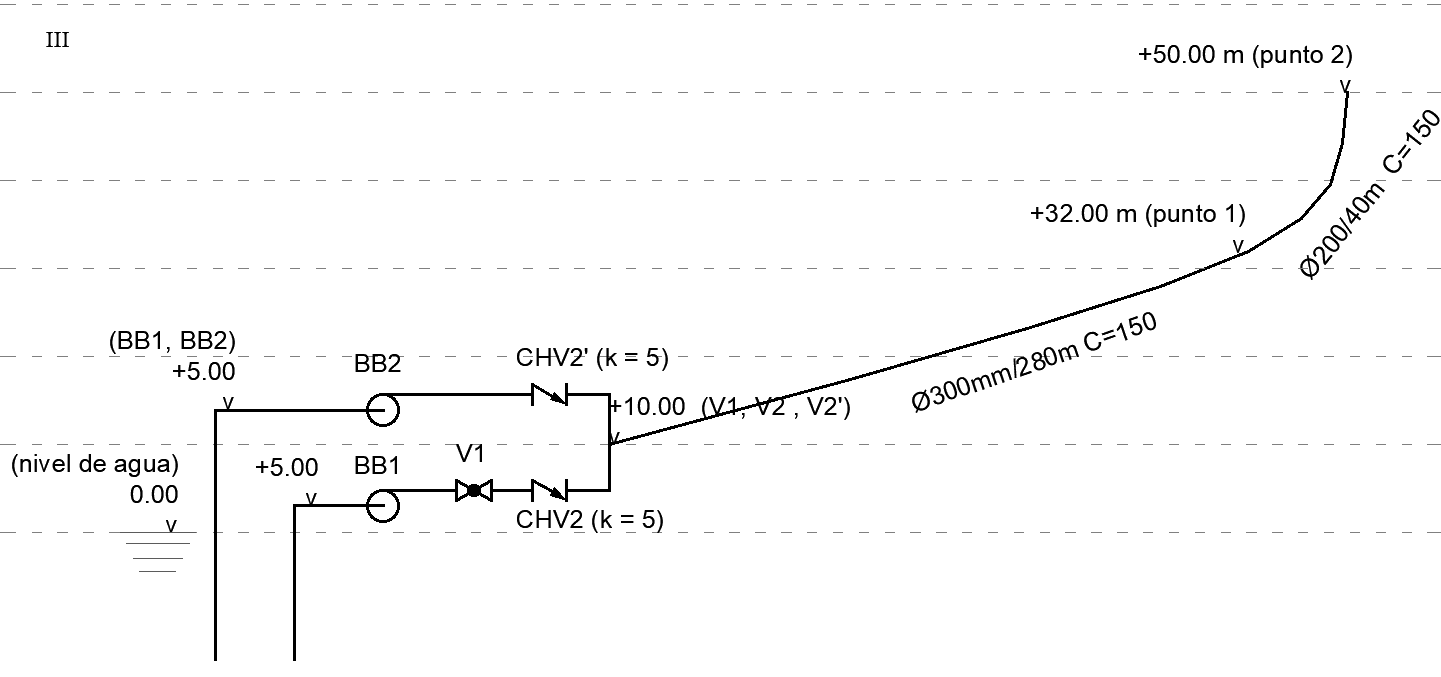 III
+50.00 m (punto 2)
Ø200/40m C=150
+32.00 m (punto 1)
Ø300mm/280m C=150
(BB1, BB2)
+5.00
BB2
CHV2' (k = 5)
+10.00 (V1, V2 , V2')
(nivel de agua)
0.00
+5.00
BB1
V1
CHV2 (k = 5)